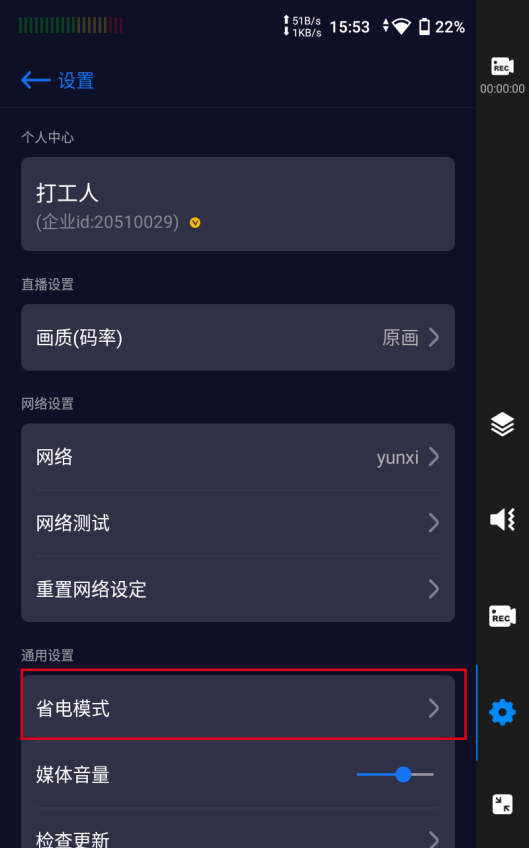 51B/s
1KB/s
15:53
22%
REC
00:00:00
设置
个人中心
打工人
(企业id:20510029)
直播设置
画质(码率)
原画
网络设置
网络
yunxi
网络测试
重置网络设定
REC
通用设置
省电模式
媒体音量
检查更新